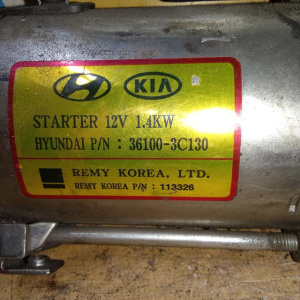 KIA
STARTER 12V 1.4KW
HYUNDAI P/N : 36100-3C130
REMY KOREA, LTD.
REMY KOREA P/N : 113326